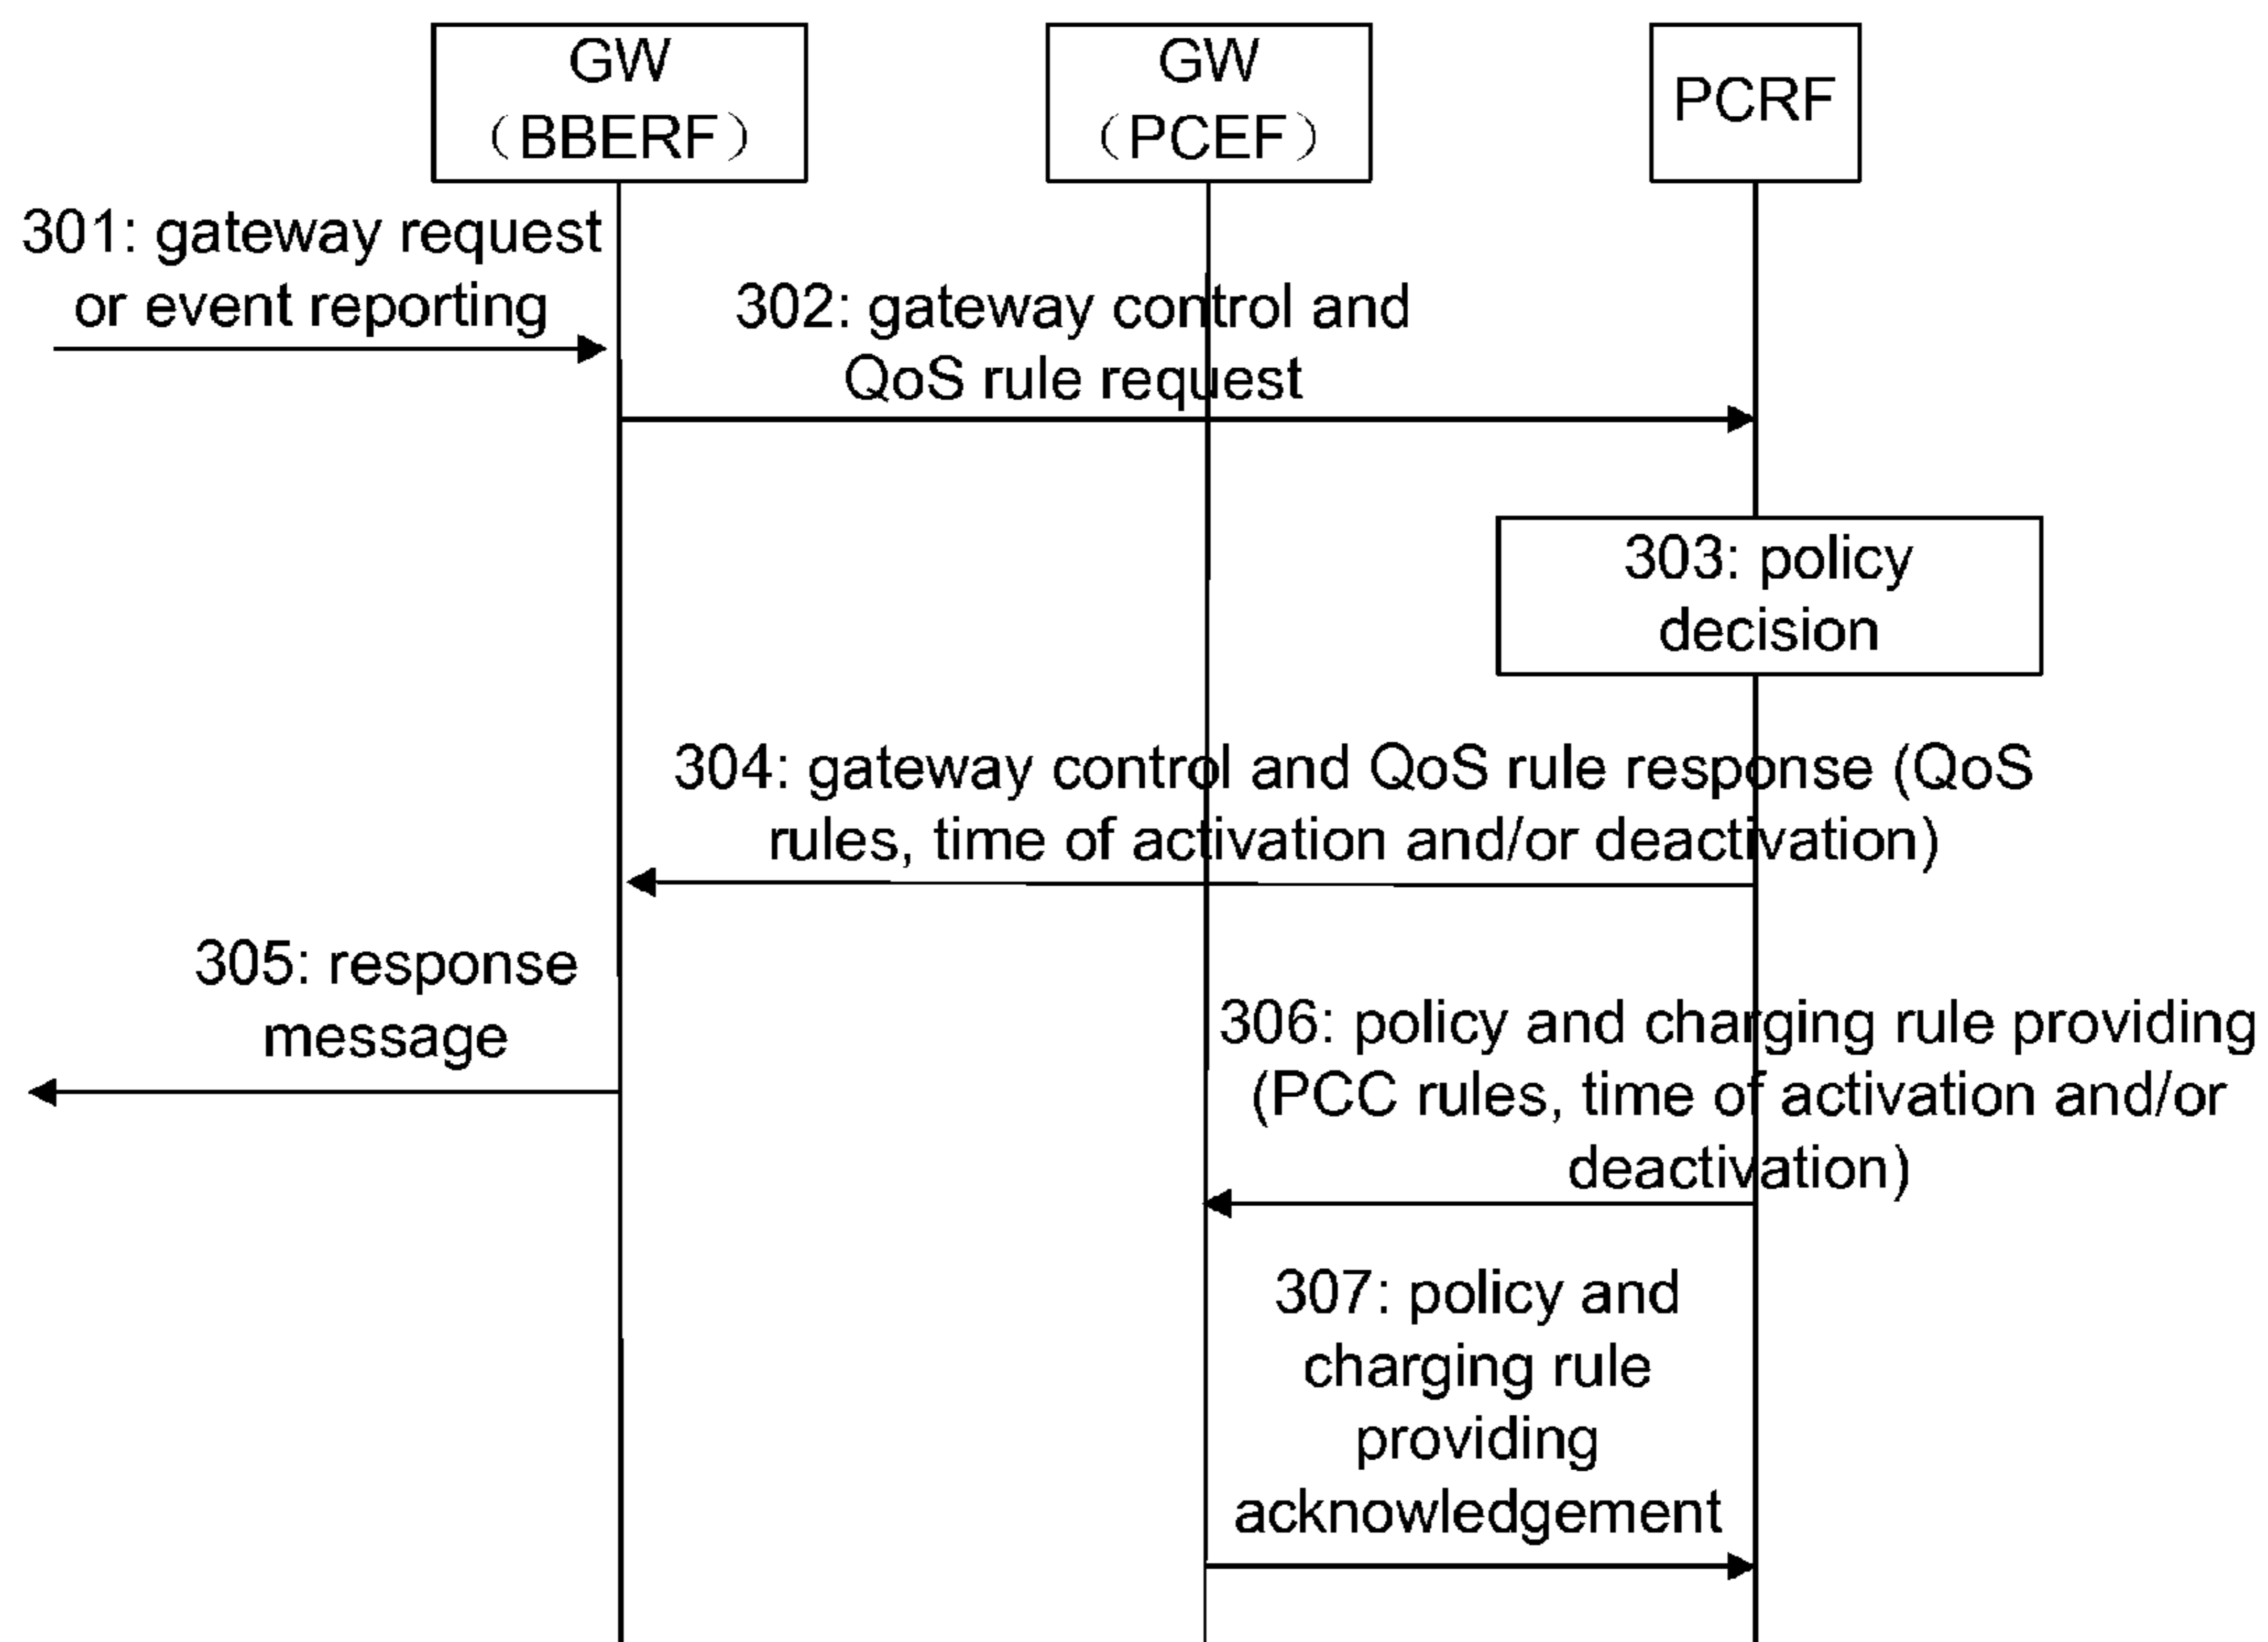 GW
（BBERF）
GW
（PCEF）
PCRF
301: gateway request
or event reporting
302: gateway control and
QoS rule request
303: policy
decision
304: gateway control and QoS rule response (QoS
rules, time of activation and/or deactivation)
305: response
message
306: policy and charging rule providing
(PCC rules, time of activation and/or
deactivation)
307: policy and
charging rule
providing
acknowledgement